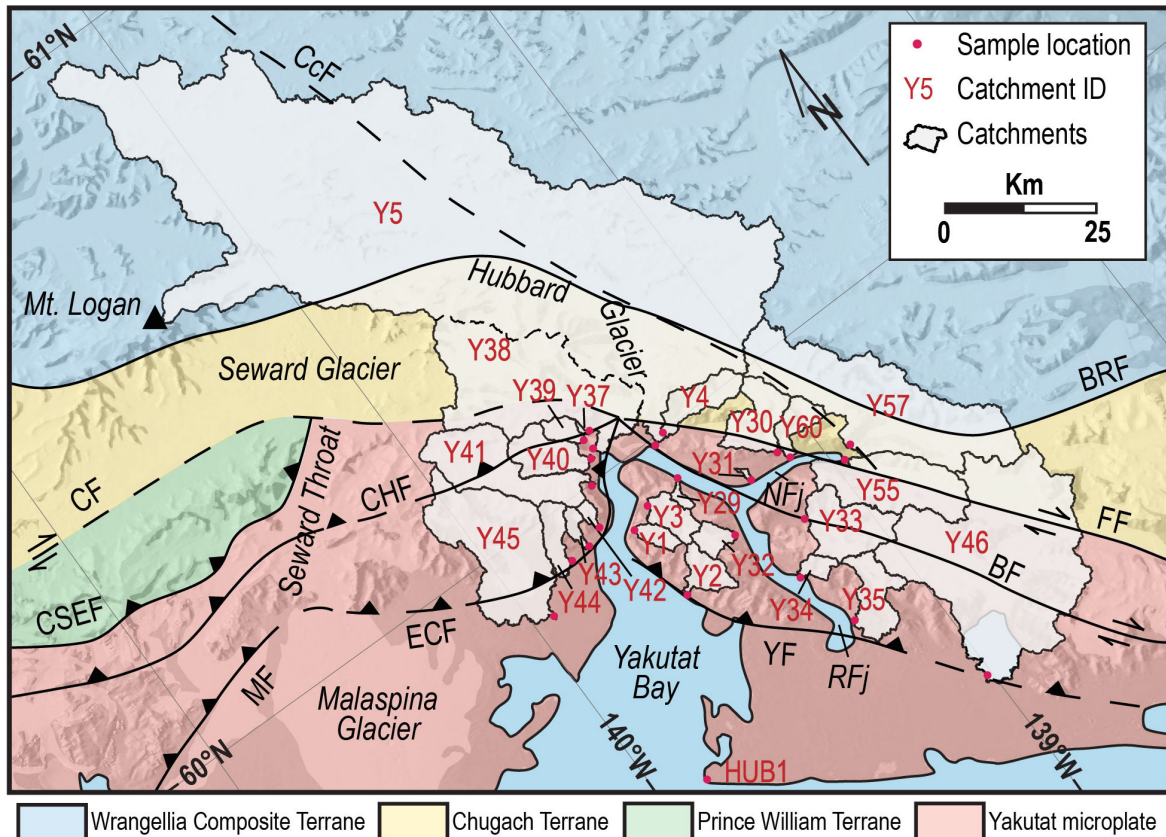 61°N
CcF
N
Sample location
Y5
Catchment ID
Catchments
Km
0
25
Y5
Hubbard
Glacier
Mt. Logan
BRF
Y38
Seward Glacier
Y39
Y37
Y4
Y57
Y30
Y60
Y41
Y40
Y31
CF
Seward Throat
CHF
NFj
Y55
Y29
Y3
Y33
FF
Y45
Y1
Y46
Y32
BF
Y2
CSEF
Y43
Y42
Y44
Y34
Y35
ECF
YF
RFj
Yakutat
Bay
MF
Malaspina
Glacier
60°N
140°W
139°W
HUB1
Wrangellia Composite Terrane
Chugach Terrane
Prince William Terrane
Yakutat microplate